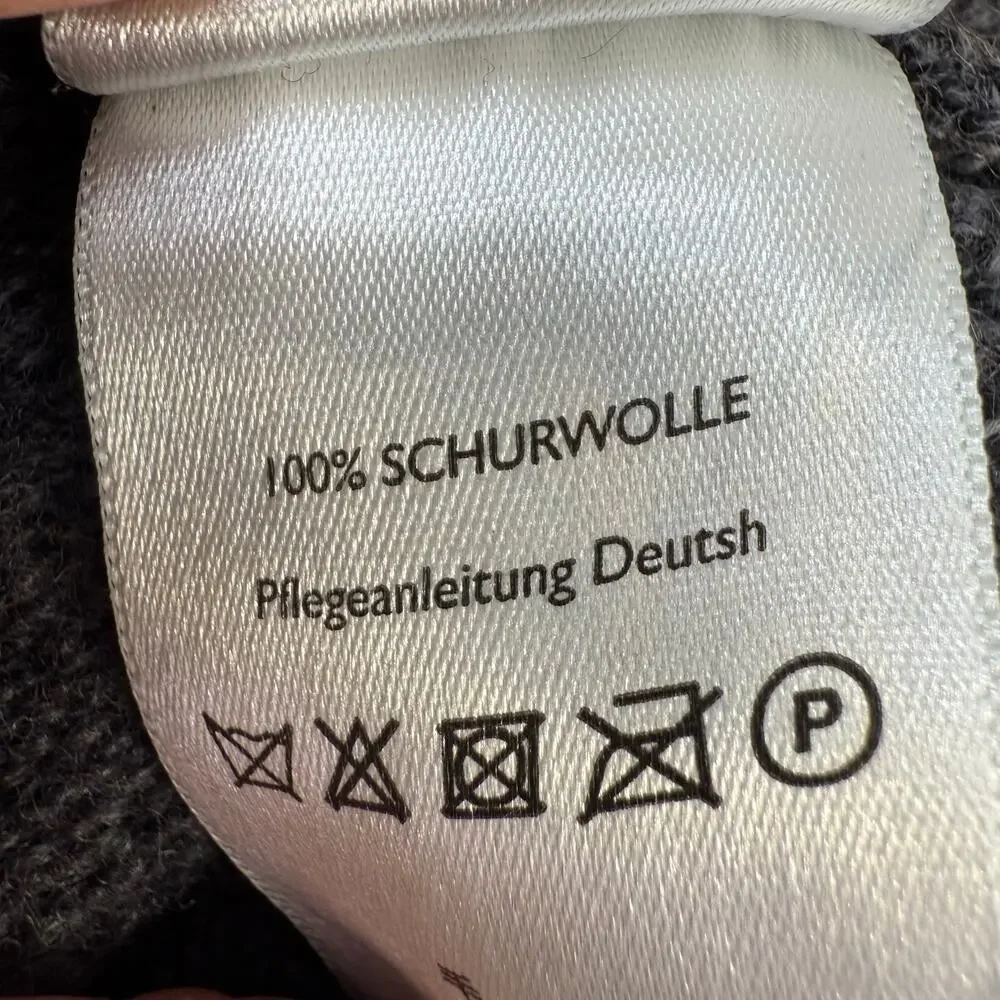 100% SCHURWOLLE
Pflegeanleitung Deutsh
P